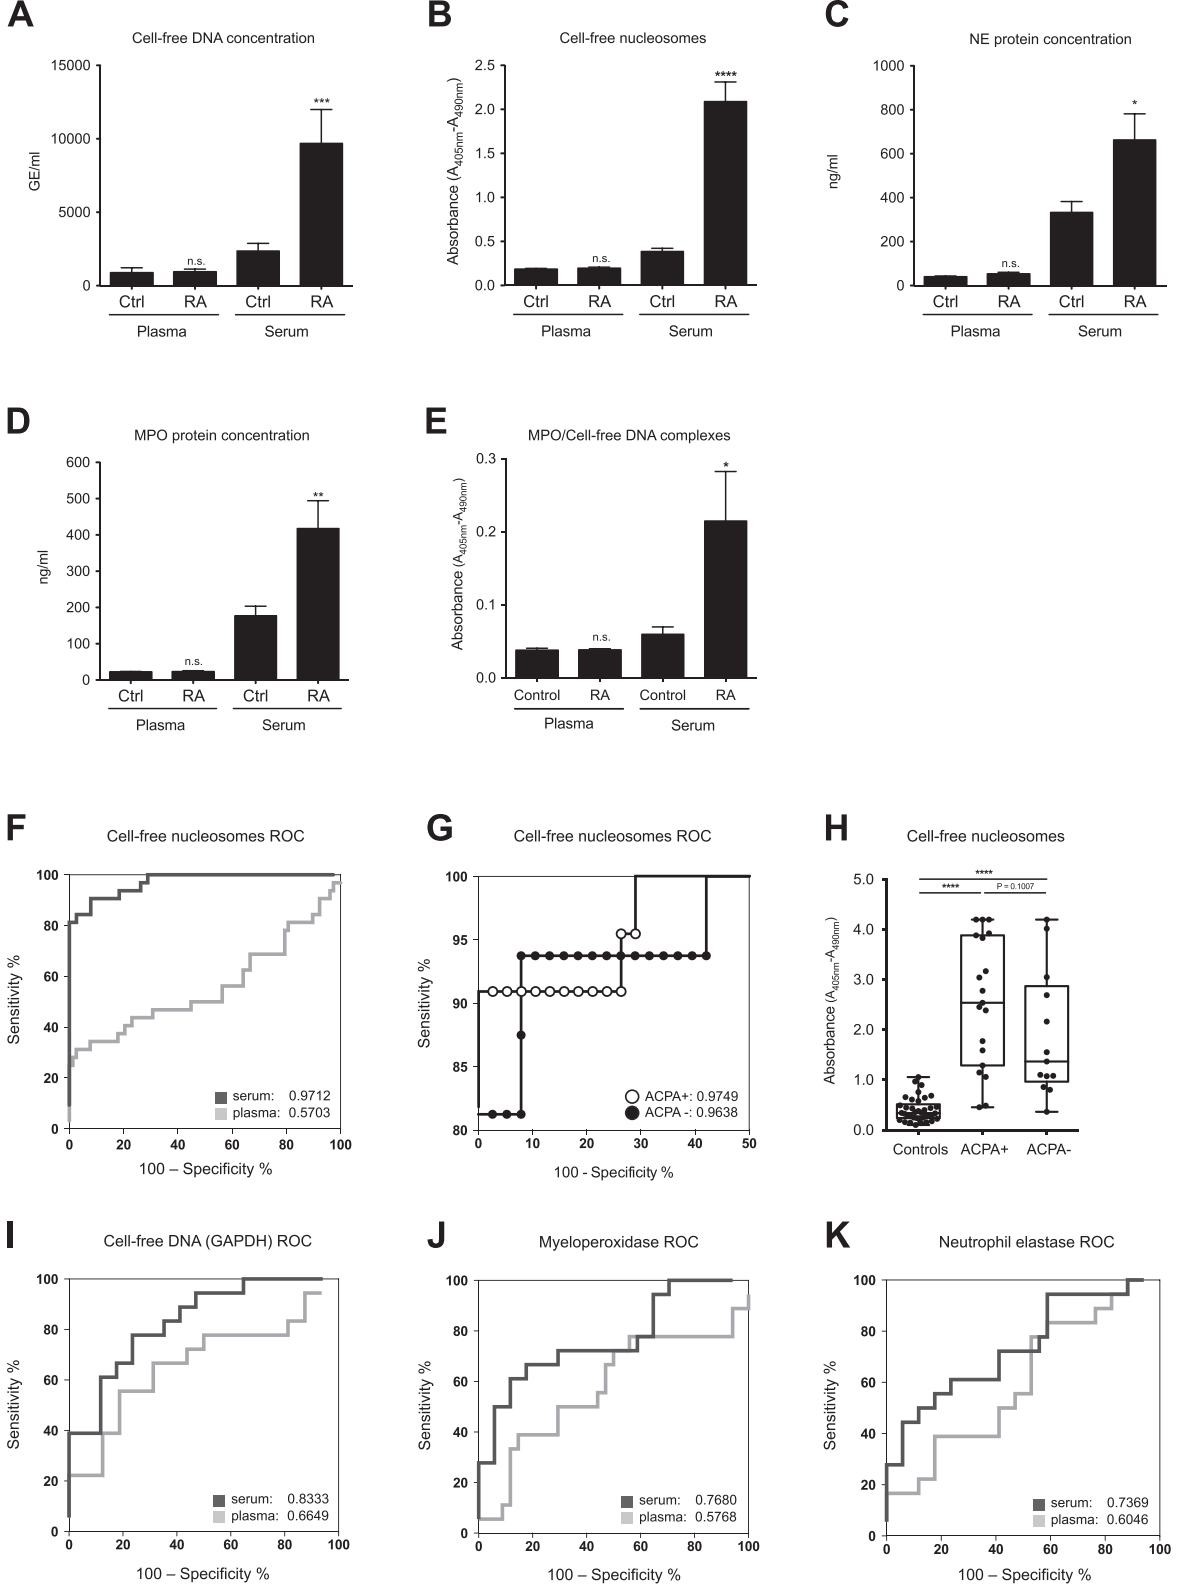 A
Cell-free DNA concentration
15000
10000
5000
0
GE/ml
***
n.s.
Ctrl RA Ctrl RA
Plasma Serum
B
Cell-free nucleosomes
2.5
2.0
1.5
1.0
0.5
0.0
Absorbance (A405nm-A490nm)
****
n.s.
Ctrl RA Ctrl RA
Plasma Serum
C
NE protein concentration
1000
800
600
400
200
0
ng/ml
*
n.s.
Ctrl RA Ctrl RA
Plasma Serum
D
MPO protein concentration
600
500
400
300
200
100
0
ng/ml
**
n.s.
Ctrl RA Ctrl RA
Plasma Serum
E
MPO/Cell-free DNA complexes
0.3
0.2
0.1
0.0
Absorbance (A405nm-A490nm)
*
n.s.
Control RA Control RA
Plasma Serum
F
Cell-free nucleosomes ROC
100
80
60
40
20
0
Sensitivity %
serum: 0.9712
plasma: 0.5703
0 20 40 60 80 100
100 – Specificity %
G
Cell-free nucleosomes ROC
100
95
90
85
80
Sensitivity %
ACPA+: 0.9749
ACPA -: 0.9638
0 10 20 30 40 50
100 - Specificity %
H
Cell-free nucleosomes
5.0
4.0
3.0
2.0
1.0
0.0
Absorbance (A405nm-A490nm)
****
**** P = 0.1007
Controls ACPA+ ACPA-
I
Cell-free DNA (GAPDH) ROC
100
80
60
40
20
0
Sensitivity %
serum: 0.8333
plasma: 0.6649
0 20 40 60 80 100
100 – Specificity %
J
Myeloperoxidase ROC
100
80
60
40
20
0
Sensitivity %
serum: 0.7680
plasma: 0.5768
0 20 40 60 80 100
100 – Specificity %
K
Neutrophil elastase ROC
100
80
60
40
20
0
Sensitivity %
serum: 0.7369
plasma: 0.6046
0 20 40 60 80 100
100 – Specificity %